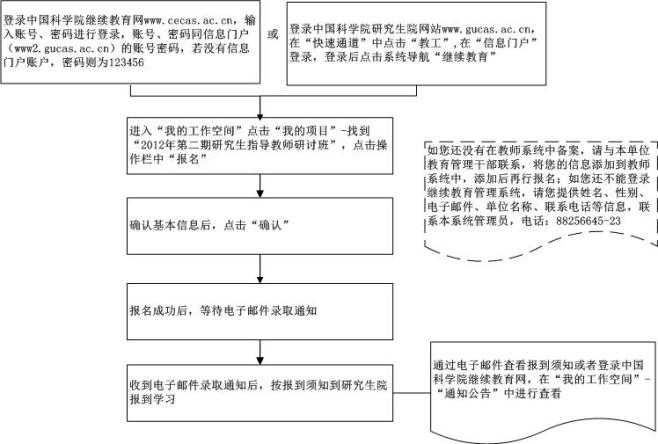 登录中国科学院继续教育网www.cecas.ac.cn，输
入账号、密码进行登录，账号、密码同信息门户
（www2.gucas.ac.cn）的账号密码，若没有信息
门户账户，密码则为123456
或
登录中国科学院研究生院网站www.gucas.ac.cn，
在“快速通道”中点击“教工”,在“信息门户”
登录，登录后点击系统导航“继续教育”
进入“我的工作空间”点击“我的项目”-找到
“2012年第二期研究生指导教师研讨班”，点击操
作栏中“报名”
如您还没有在教师系统中备案，请与本单位
教育管理干部联系，将您的信息添加到教师
系统中，添加后再行报名；如您还不能登录
继续教育管理系统，请您提供姓名、性别、
电子邮件、单位名称、联系电话等信息，联
系本系统管理员，电话：88256645-23
确认基本信息后，点击“确认”
报名成功后，等待电子邮件录取通知
收到电子邮件录取通知后，按报到须知到研究生院
报到学习
通过电子邮件查看报到须知或者登录中国
科学院继续教育网，在“我的工作空间”-
“通知公告”中进行查看